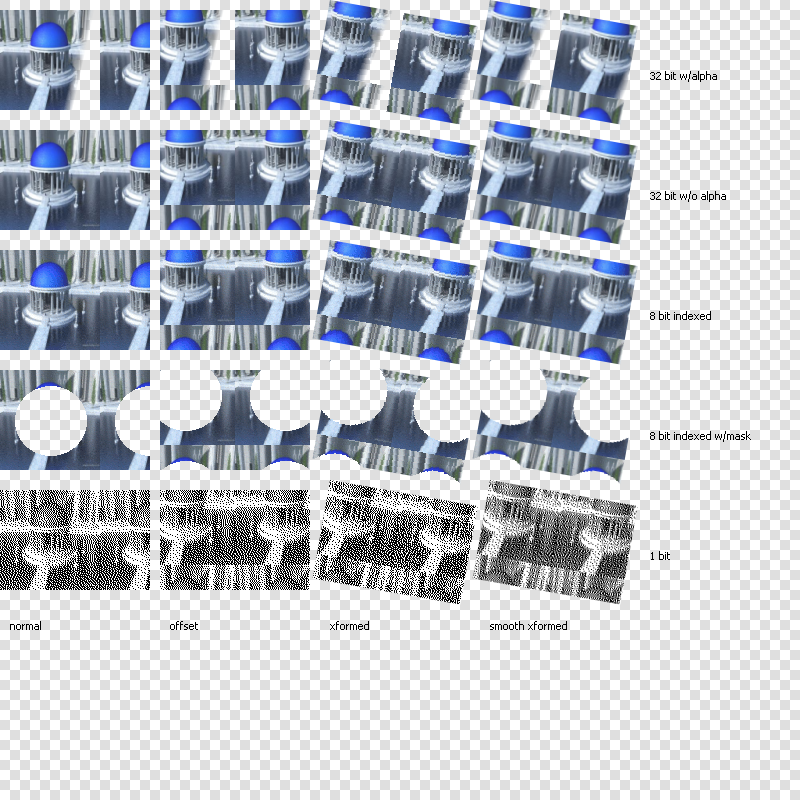 32 bit w/alpha
32 bit w/o alpha
8 bit indexed
8 bit indexed w/mask
1 bit
normal
offset
xformed
smooth xformed